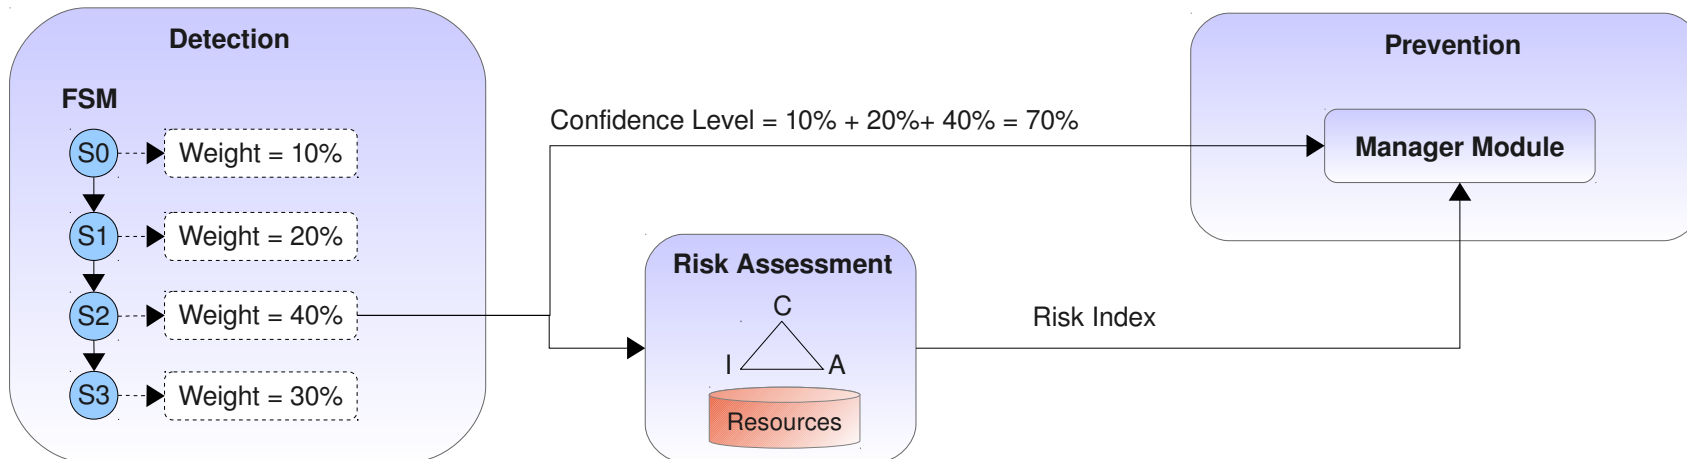 Detection
FSM
S0
Weight = 10%
S1
Weight = 20%
S2
Weight = 40%
S3
Weight = 30%
Confidence Level = 10% + 20%+ 40% = 70%
Risk Assessment
C
I
A
Resources
Risk Index
Prevention
Manager Module